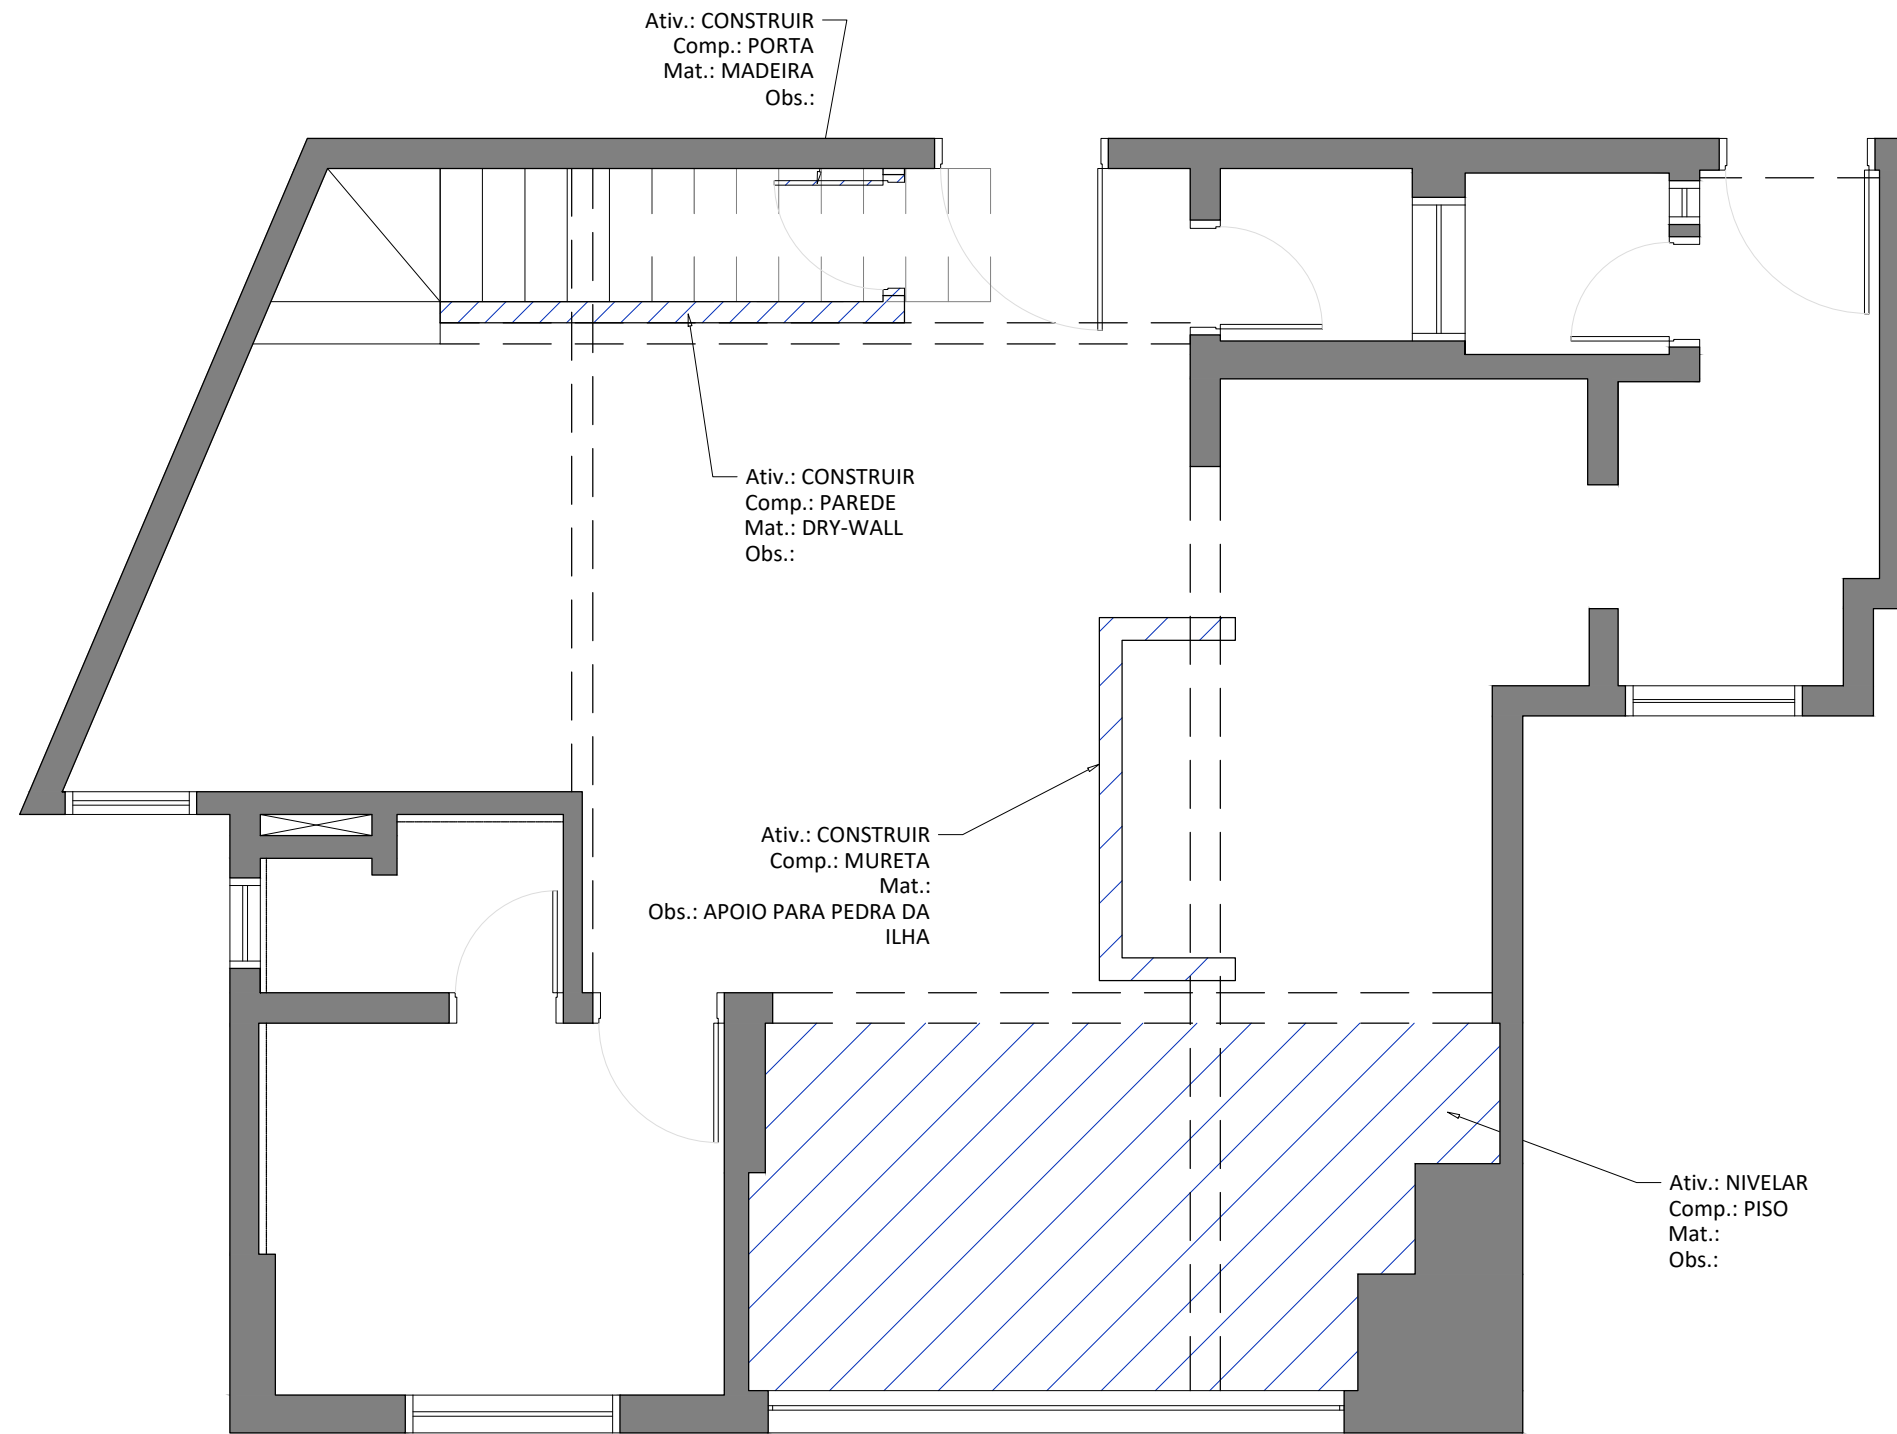 Ativ.: CONSTRUIR
Comp.: PORTA
Mat.: MADEIRA
Obs.:
Ativ.: CONSTRUIR
Comp.: PAREDE
Mat.: DRY-WALL
Obs.:
Ativ.: CONSTRUIR
Comp.: MURETA
Mat.:
Obs.: APOIO PARA PEDRA DA
ILHA
Ativ.: NIVELAR
Comp.: PISO
Mat.:
Obs.: